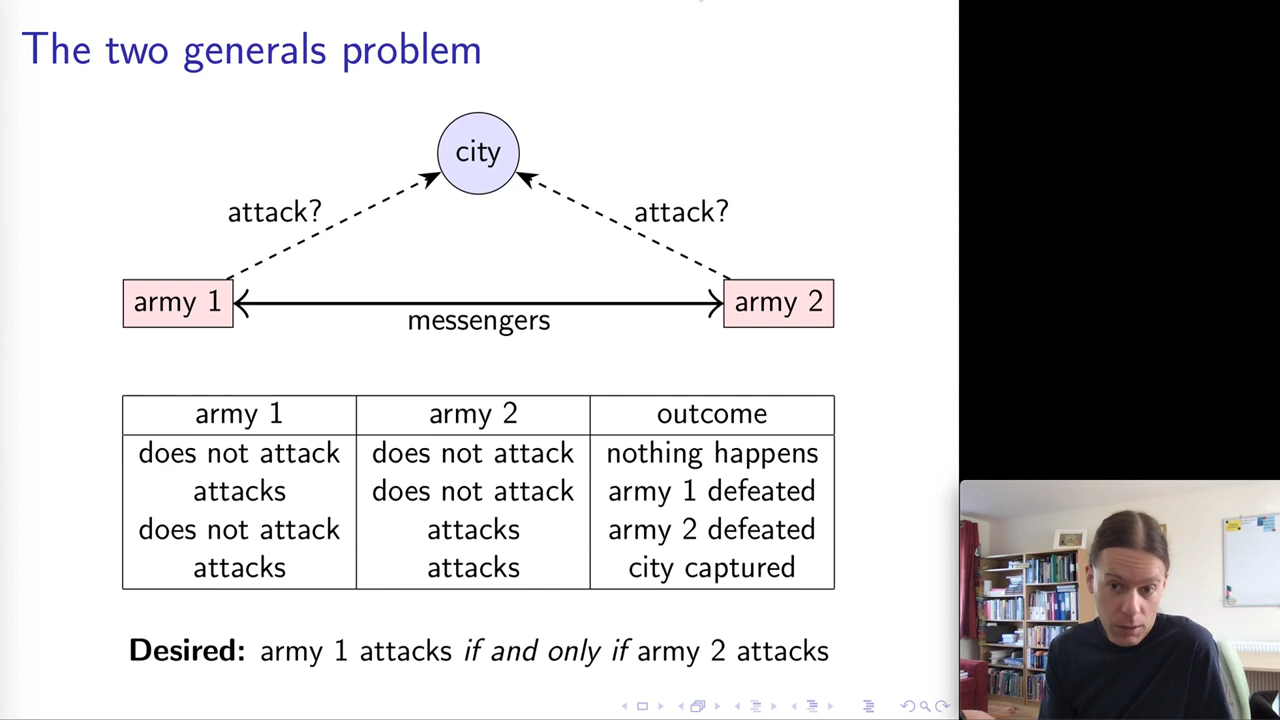 The two generals problem
city
attack? attack?
army 1 army 2
messengers
army 1 army 2 outcome
does not attack does not attack nothing happens
attacks does not attack army 1 defeated
does not attack attacks army 2 defeated
attacks attacks city captured
Desired: army 1 attacks if and only if army 2 attacks